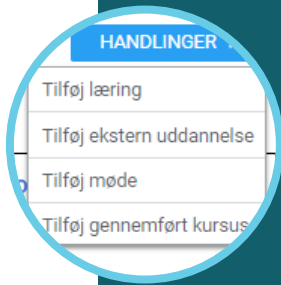 HANDLINGER
Tilføj læring
Tilføj ekstern uddannelse
Tilføj møde
Tilføj gennemført kursus